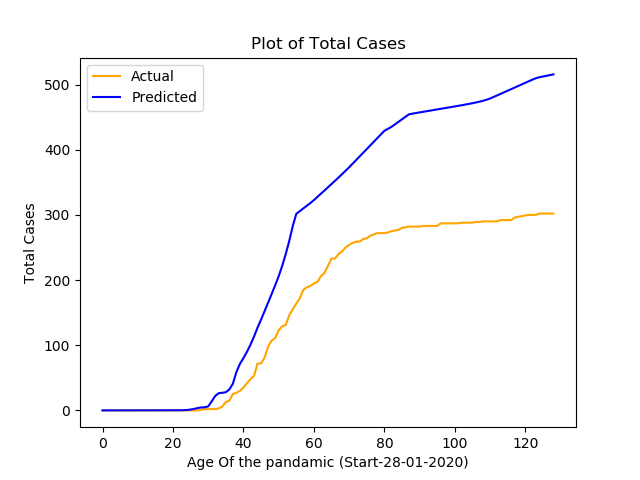 Plot of Total Cases
Actual
Predicted
500
400
300
200
100
0
Total Cases
0 20 40 60 80 100 120
Age Of the pandamic (Start-28-01-2020)